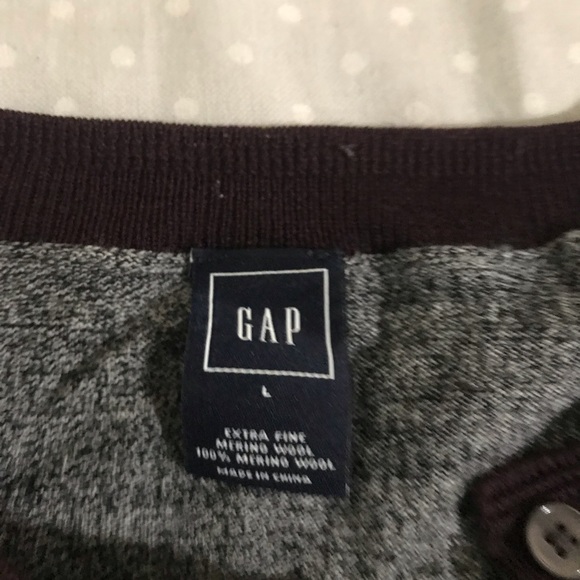 GAP
L
EXTRA FINE
MERINO WOOL
100% MERINO WOOL
MADE IN CHINA